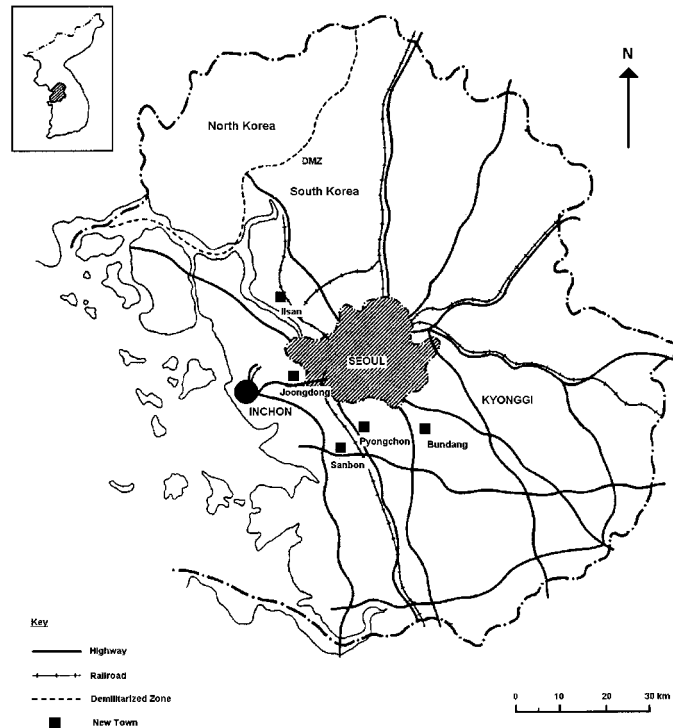 N
North Korea
DMZ
South Korea
Ilsan
SEOUL
Joongdong
INCHON
KYONGGI
Pyongchon
Bundang
Sanbon
Key
Highway
Railroad
Demilitarized Zone
New Town
0 10 20 30 km